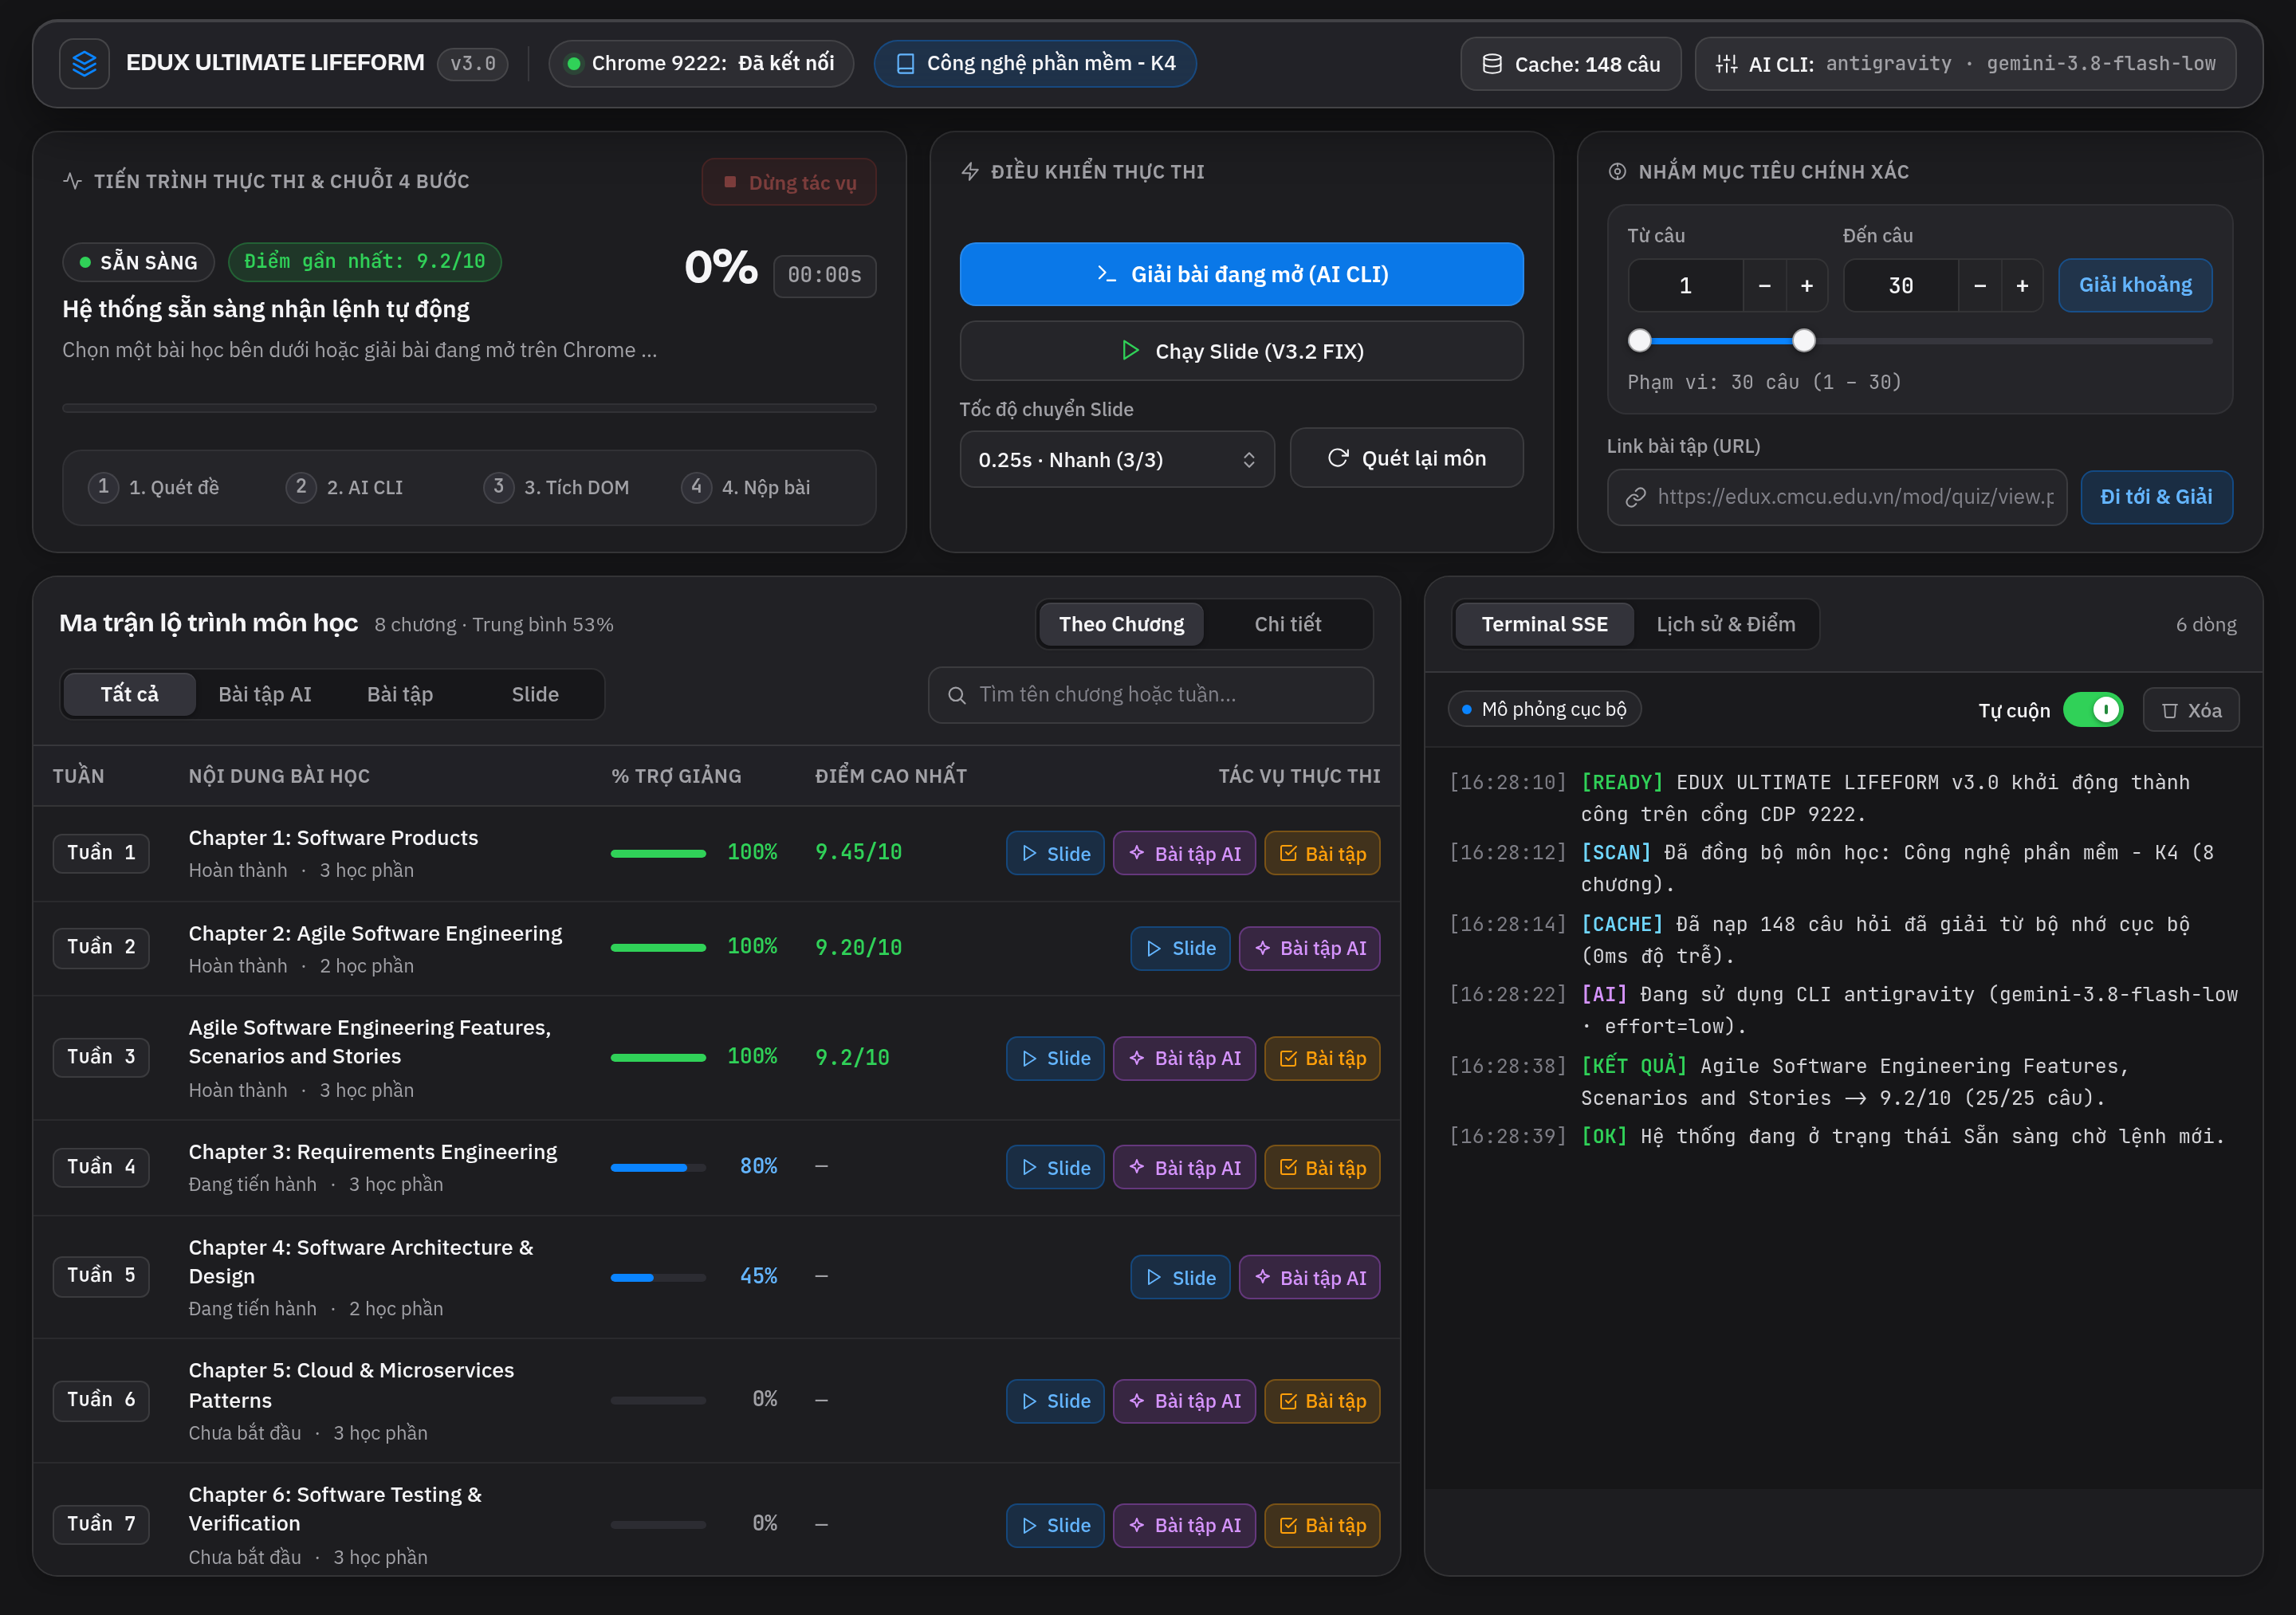 EDUX ULTIMATE LIFEFORM v3.0 Chrome 9222: Đã kết nối Công nghệ phần mềm - K4 Cache: 148 câu AI CLI: antigravity · gemini-3.8-flash-low
TIẾN TRÌNH THỰC THI & CHUỖI 4 BƯỚC Dừng tác vụ
SẴN SÀNG Điểm gần nhất: 9.2/10 0% 00:00s
Hệ thống sẵn sàng nhận lệnh tự động
Chọn một bài học bên dưới hoặc giải bài đang mở trên Chrome ...
1 1. Quét đề 2 2. AI CLI 3 3. Tích DOM 4 4. Nộp bài
ĐIỀU KHIỂN THỰC THI
Giải bài đang mở (AI CLI)
Chạy Slide (V3.2 FIX)
Tốc độ chuyển Slide
0.25s · Nhanh (3/3) Quét lại môn
NHẮM MỤC TIÊU CHÍNH XÁC
Từ câu Đến câu
1 − + 30 − + Giải khoảng
Phạm vi: 30 câu (1 – 30)
Link bài tập (URL)
https://edux.cmcu.edu.vn/mod/quiz/view.p Đi tới & Giải
Ma trận lộ trình môn học 8 chương · Trung bình 53% Theo Chương Chi tiết
Tất cả Bài tập AI Bài tập Slide Tìm tên chương hoặc tuần...
TUẦN NỘI DUNG BÀI HỌC % TRỢ GIẢNG ĐIỂM CAO NHẤT TÁC VỤ THỰC THI
Tuần 1 Chapter 1: Software Products 100% 9.45/10 Slide Bài tập AI Bài tập
Hoàn thành · 3 học phần
Tuần 2 Chapter 2: Agile Software Engineering 100% 9.20/10 Slide Bài tập AI
Hoàn thành · 2 học phần
Agile Software Engineering Features,
Tuần 3 Scenarios and Stories 100% 9.2/10 Slide Bài tập AI Bài tập
Hoàn thành · 3 học phần
Tuần 4 Chapter 3: Requirements Engineering 80% — Slide Bài tập AI Bài tập
Đang tiến hành · 3 học phần
Chapter 4: Software Architecture &
Tuần 5 Design 45% — Slide Bài tập AI
Đang tiến hành · 2 học phần
Chapter 5: Cloud & Microservices
Tuần 6 Patterns 0% — Slide Bài tập AI Bài tập
Chưa bắt đầu · 3 học phần
Chapter 6: Software Testing &
Tuần 7 Verification 0% — Slide Bài tập AI Bài tập
Chưa bắt đầu · 3 học phần
Terminal SSE Lịch sử & Điểm 6 dòng
Mô phỏng cục bộ Tự cuộn Xóa
[16:28:10] [READY] EDUX ULTIMATE LIFEFORM v3.0 khởi động thành
công trên cổng CDP 9222.
[16:28:12] [SCAN] Đã đồng bộ môn học: Công nghệ phần mềm - K4 (8
chương).
[16:28:14] [CACHE] Đã nạp 148 câu hỏi đã giải từ bộ nhớ cục bộ
(0ms độ trễ).
[16:28:22] [AI] Đang sử dụng CLI antigravity (gemini-3.8-flash-low
· effort=low).
[16:28:38] [KẾT QUẢ] Agile Software Engineering Features,
Scenarios and Stories → 9.2/10 (25/25 câu).
[16:28:39] [OK] Hệ thống đang ở trạng thái Sẵn sàng chờ lệnh mới.